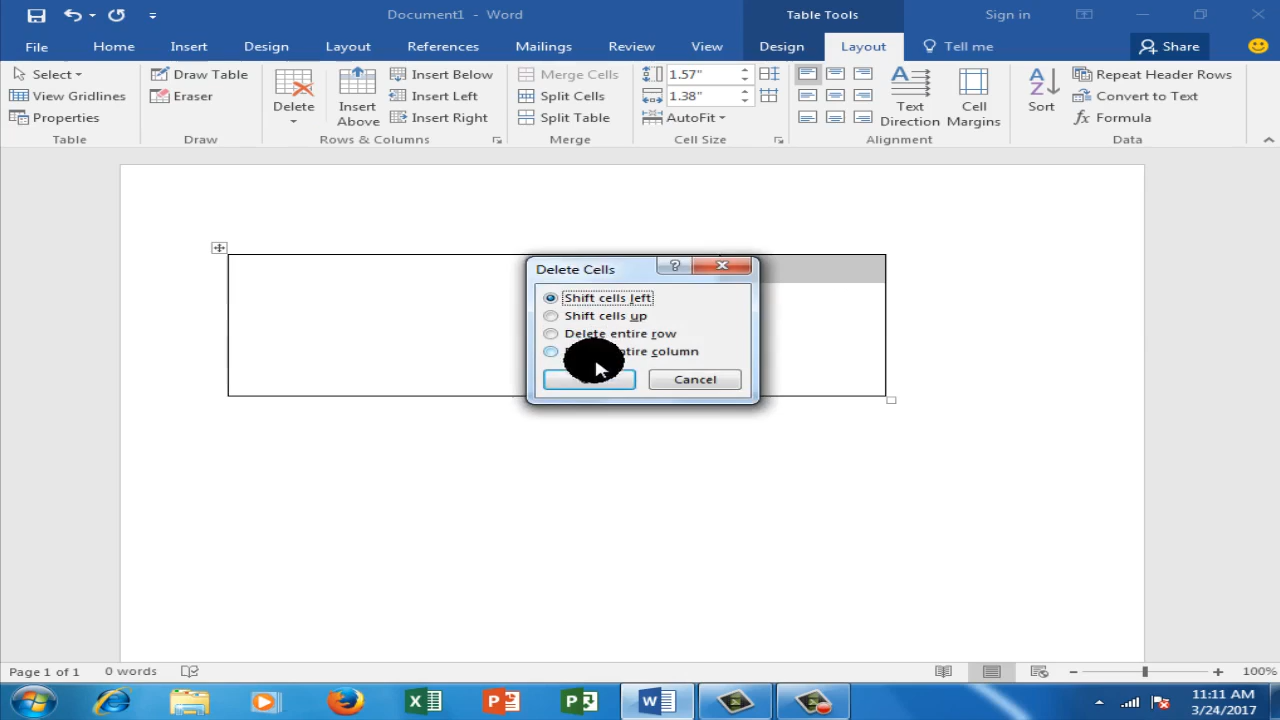 Document1 - Word
Table Tools
Sign in
File
Home
Insert
Design
Layout
References
Mailings
Review
View
Design
Layout
Tell me
Share
Select
View Gridlines
Properties
Table
Draw Table
Eraser
Draw
Delete
Insert
Above
Insert Below
Insert Left
Insert Right
Rows & Columns
Merge Cells
Split Cells
Split Table
Merge
1.57"
1.38"
AutoFit
Cell Size
Text
Direction
Cell
Margins
Alignment
A
Z
Sort
Repeat Header Rows
Convert to Text
fx Formula
Data
Delete Cells
?
Shift cells left
Shift cells up
Delete entire row
column
Cancel
Page 1 of 1
0 words
100%
11:11 AM
3/24/2017